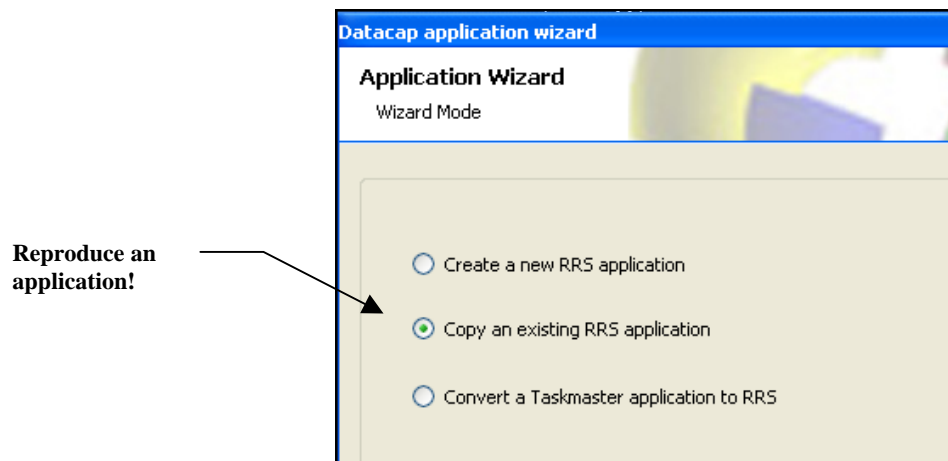 Datacap application wizard
Application Wizard
Wizard Mode
Reproduce an
application!
Create a new RRS application
Copy an existing RRS application
Convert a Taskmaster application to RRS